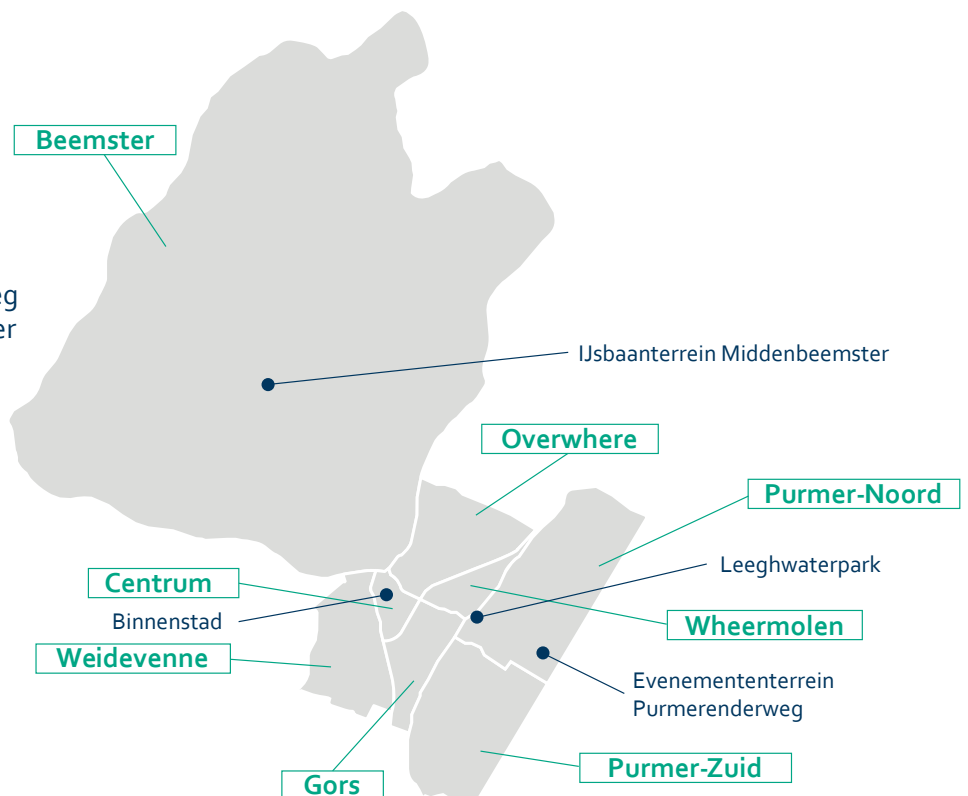 Beemster
IJsbaanterrein Middenbeemster
Overwhere
Purmer-Noord
Leeghwaterpark
Centrum
Binnenstad
Wheermolen
Weidevenne
Evenemententerrein
Purmerenderweg
Purmer-Zuid
Gors